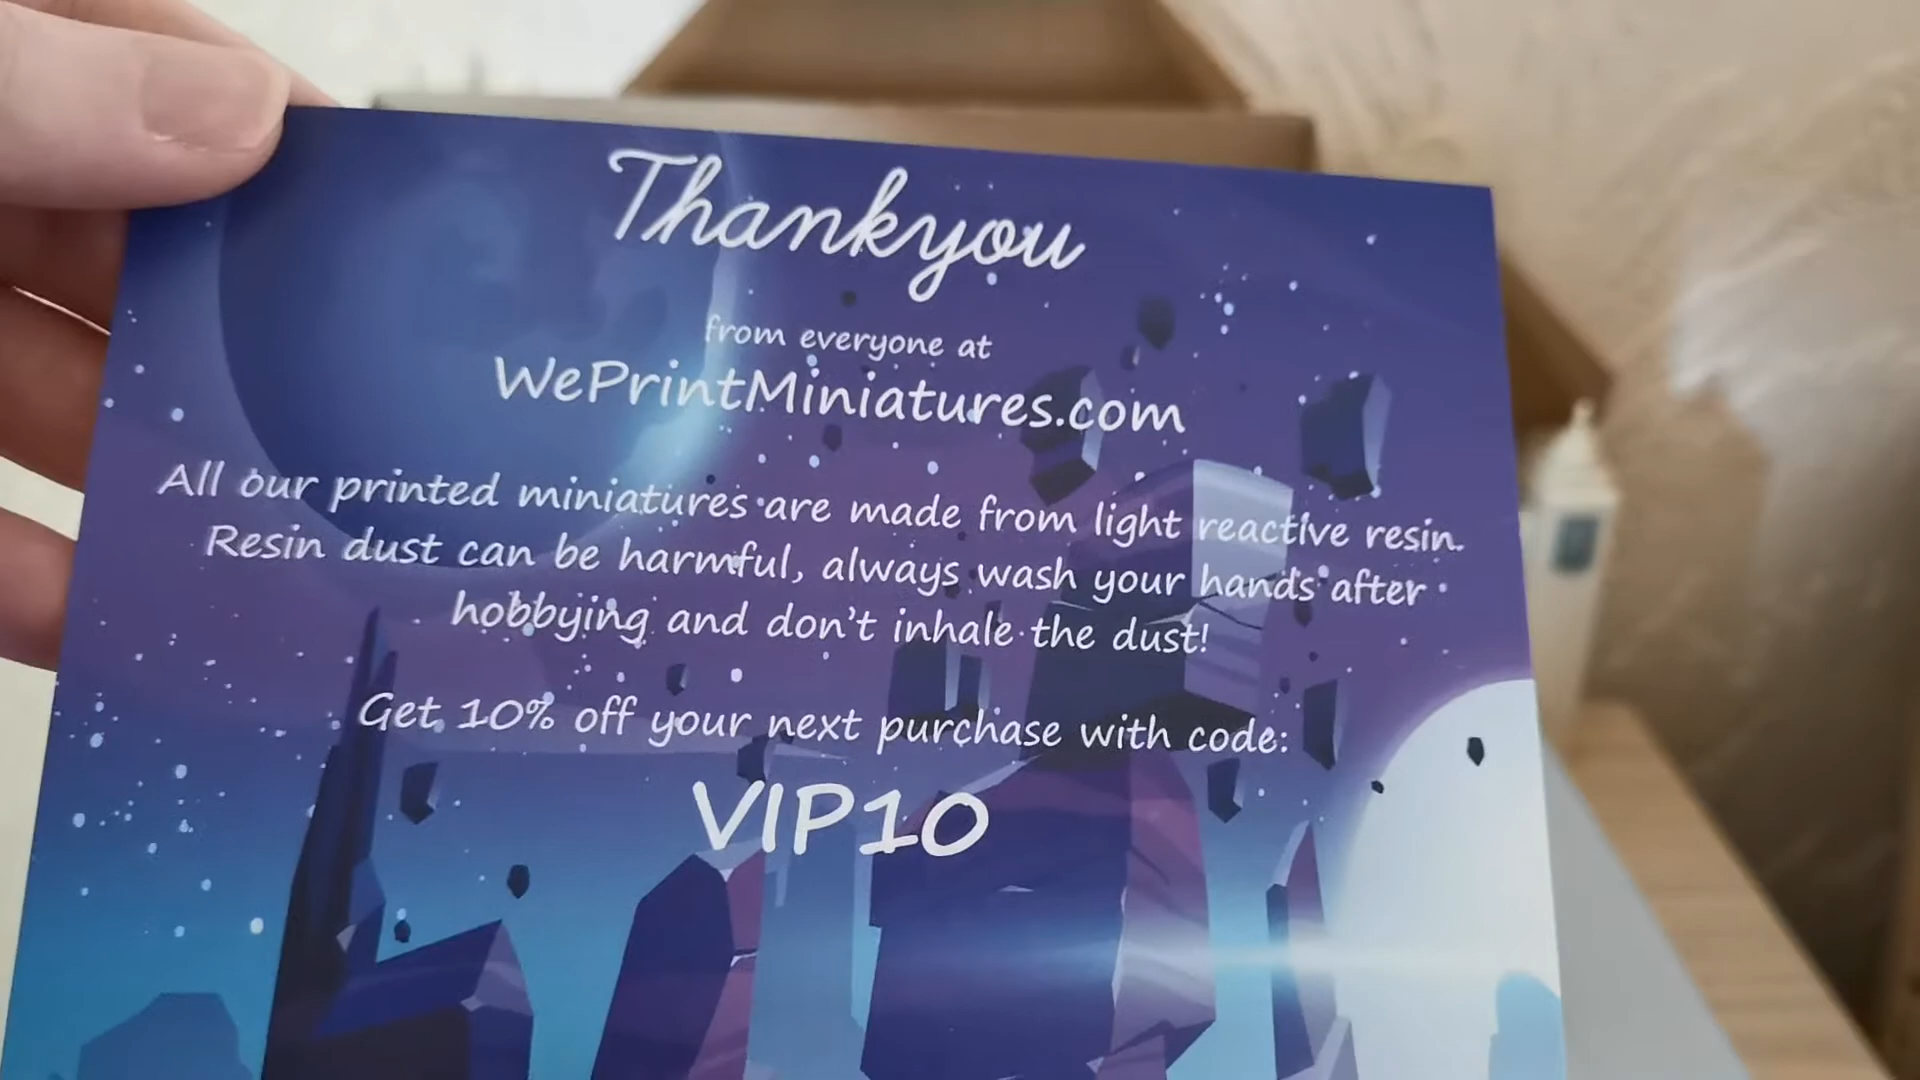 Thankyou
from everyone at
WePrintMiniatures.com
All our printed miniatures are made from light reactive resin.
Resin dust can be harmful, always wash your hands after
hobbying and don't inhale the dust!
Get 10% off your next purchase with code:
VIP10